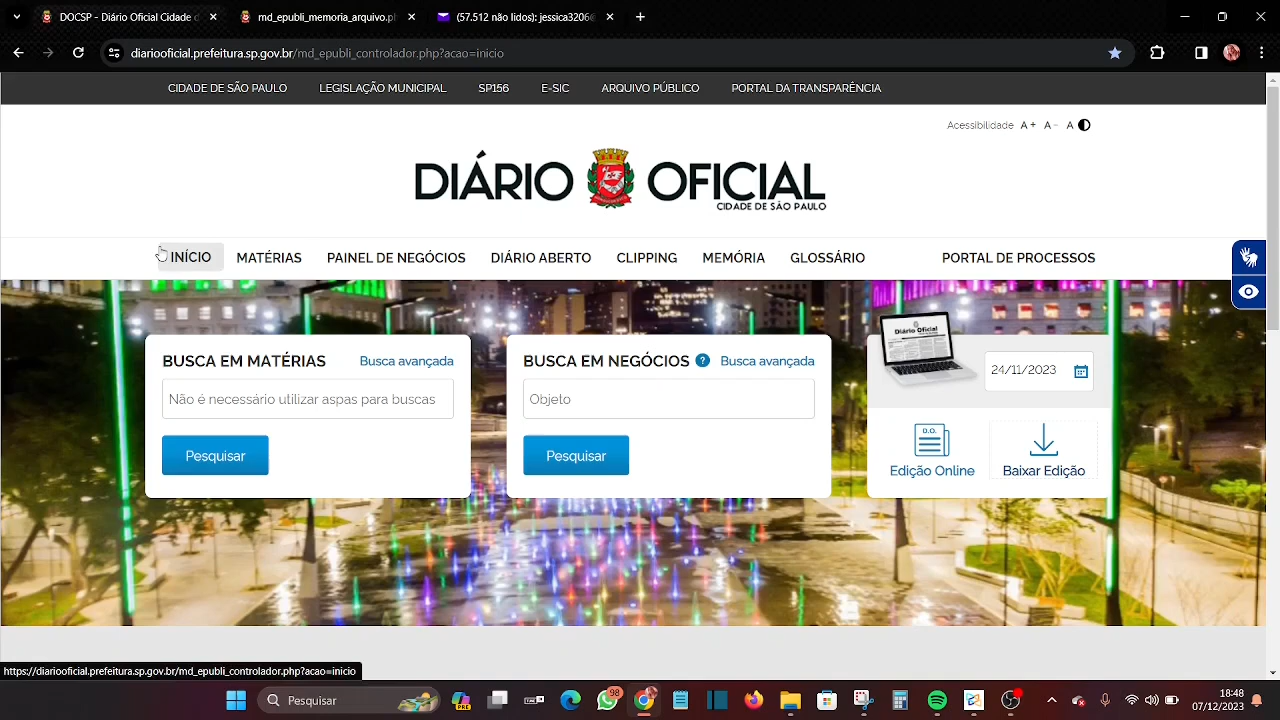 DOCSP - Diário Oficial Cidade d
md_epubli_memoria_arquivo.ph
(57.512 não lidos): jessica3206@
diariooficial.prefeitura.sp.gov.br/md_epubli_controlador.php?acao=inicio
CIDADE DE SÃO PAULO LEGISLAÇÃO MUNICIPAL SP156 E-SIC ARQUIVO PÚBLICO PORTAL DA TRANSPARÊNCIA
Acessibilidade A+ A- A
DIÁRIO OFICIAL
CIDADE DE SÃO PAULO
INÍCIO MATÉRIAS PAINEL DE NEGÓCIOS DIÁRIO ABERTO CLIPPING MEMÓRIA GLOSSÁRIO PORTAL DE PROCESSOS
BUSCA EM MATÉRIAS Busca avançada
Não é necessário utilizar aspas para buscas
Pesquisar
BUSCA EM NEGÓCIOS ? Busca avançada
Objeto
Pesquisar
Diário Oficial
24/11/2023
D.O.
Edição Online
Baixar Edição
https://diariooficial.prefeitura.sp.gov.br/md_epubli_controlador.php?acao=inicio
Pesquisar
PRE
98
18:48
07/12/2023